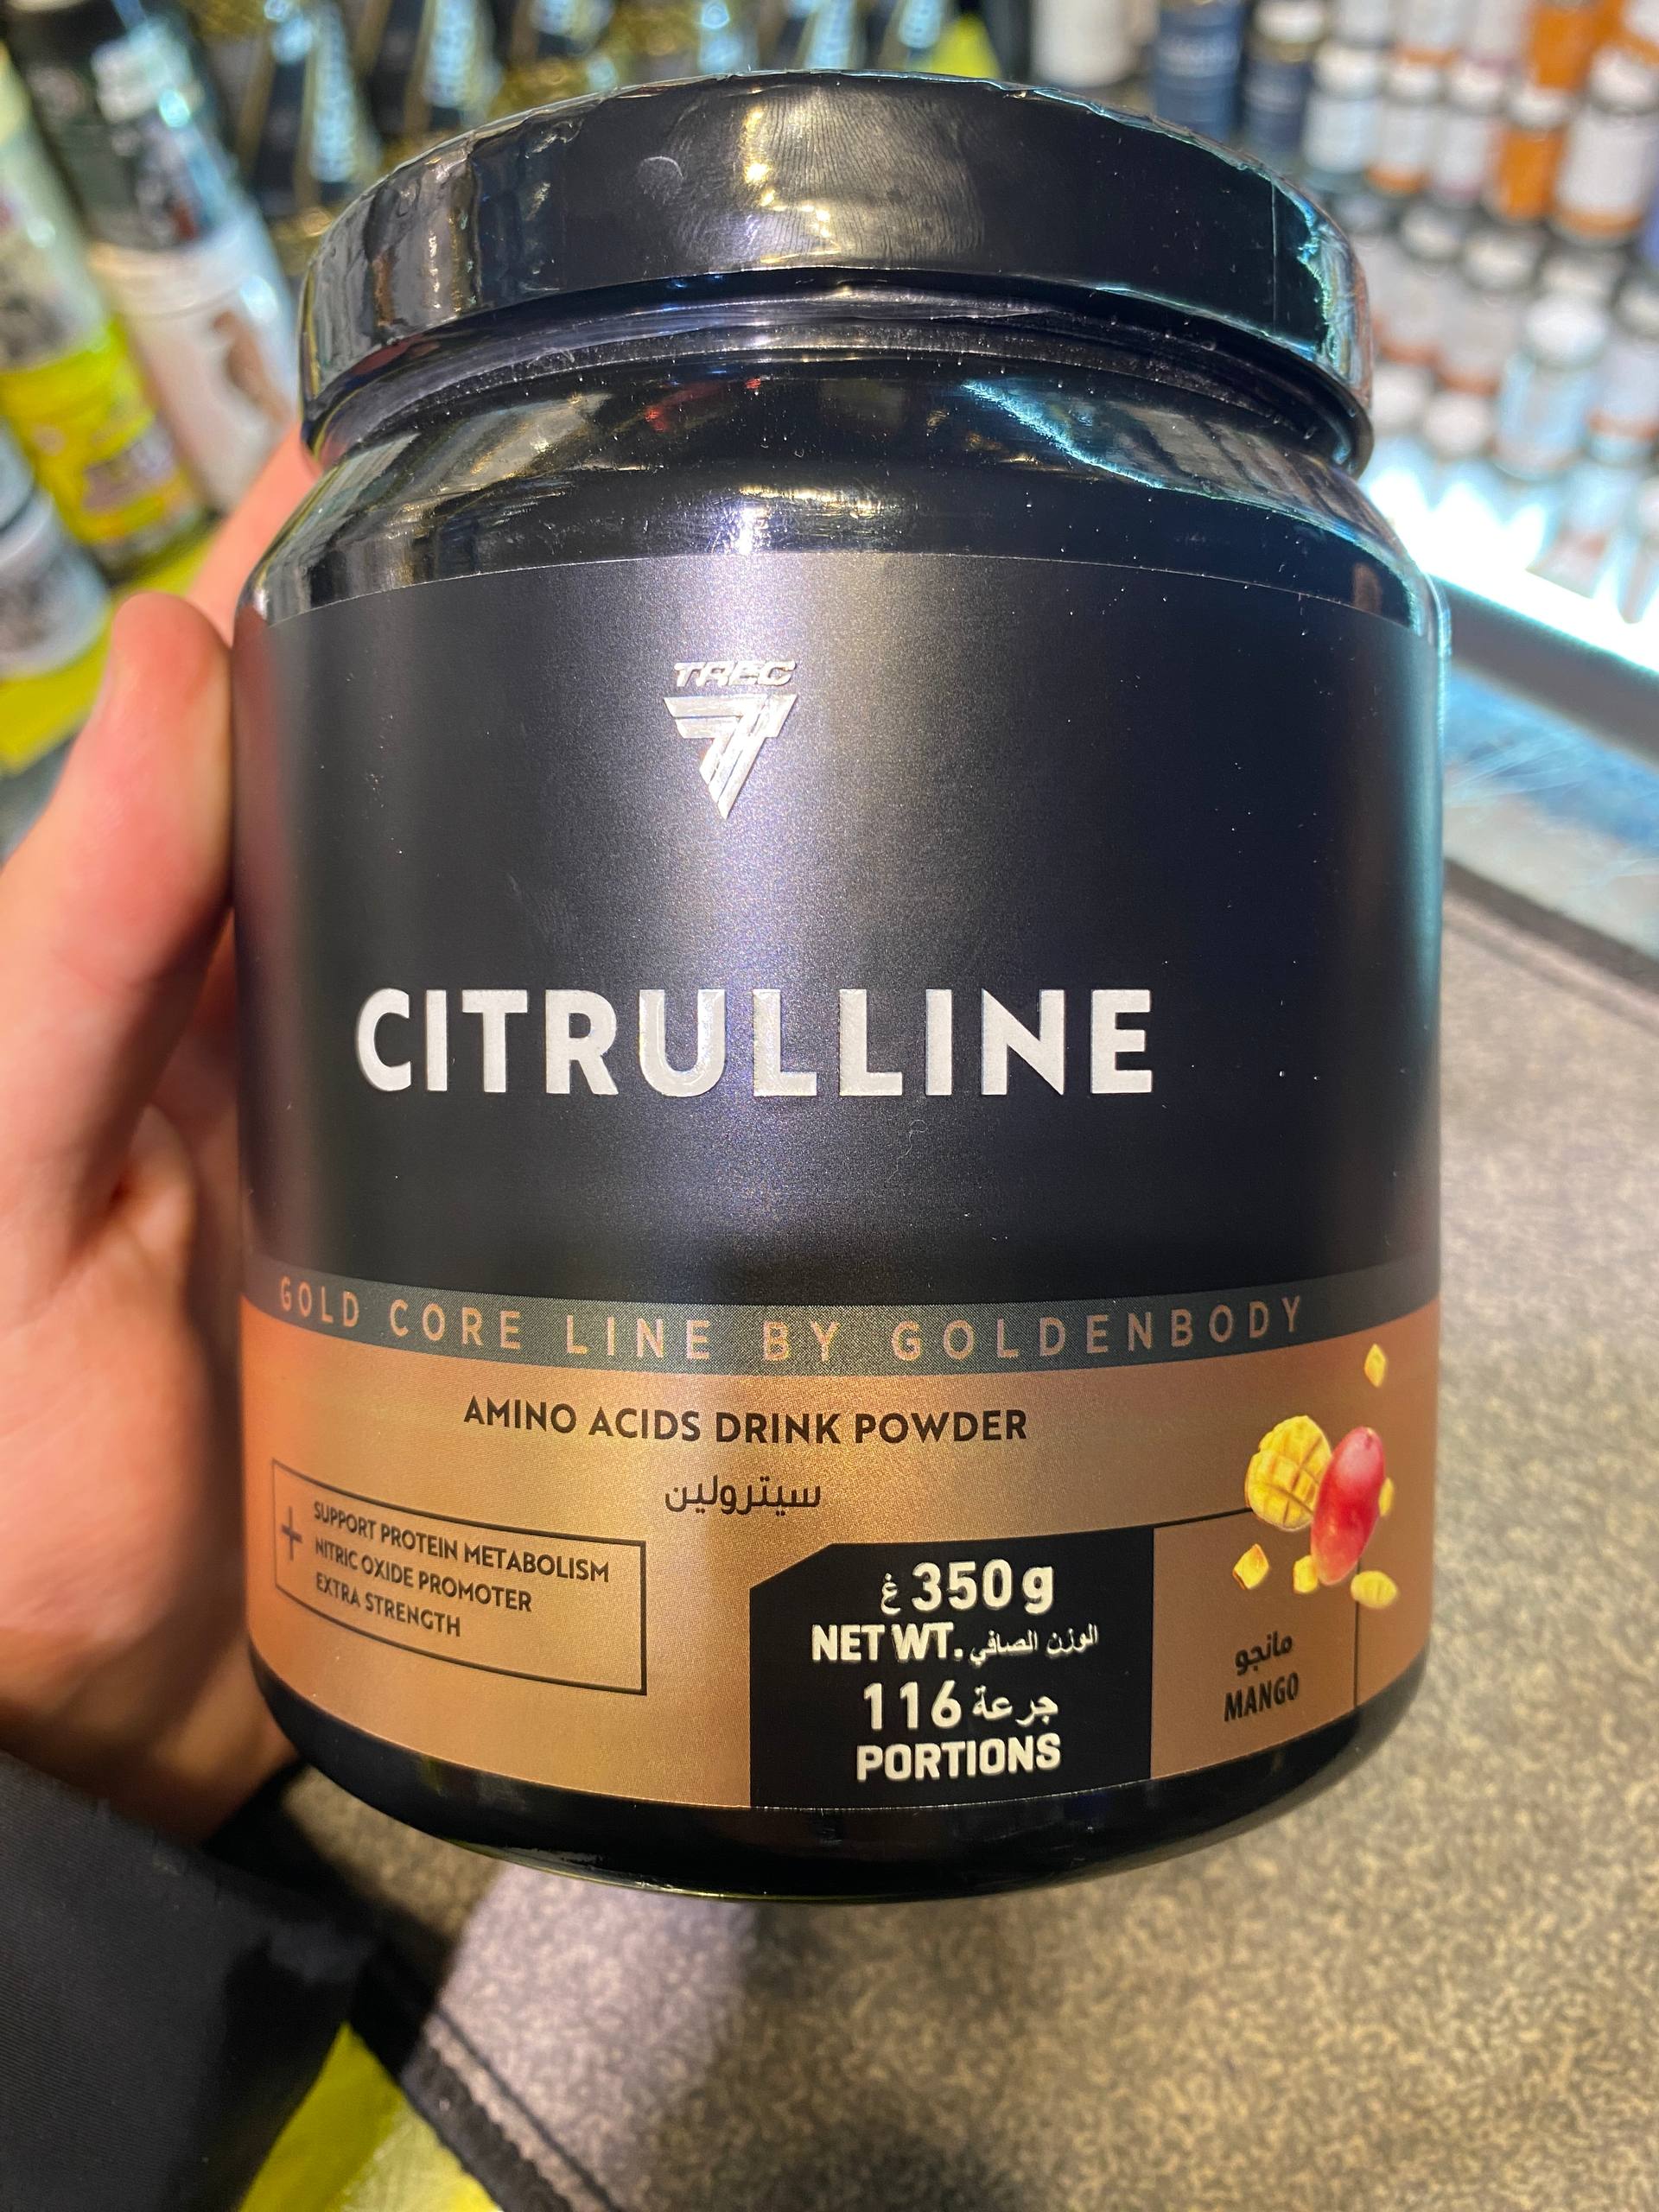 TREC
CITRULLINE
GOLD CORE LINE BY GOLDENBODY
AMINO ACIDS DRINK POWDER
سيترولين
+ SUPPORT PROTEIN METABOLISM
NITRIC OXIDE PROMOTER
EXTRA STRENGTH
350g غ
NET WT. الوزن الصافي
116 جرعة
PORTIONS
مانجو
MANGO